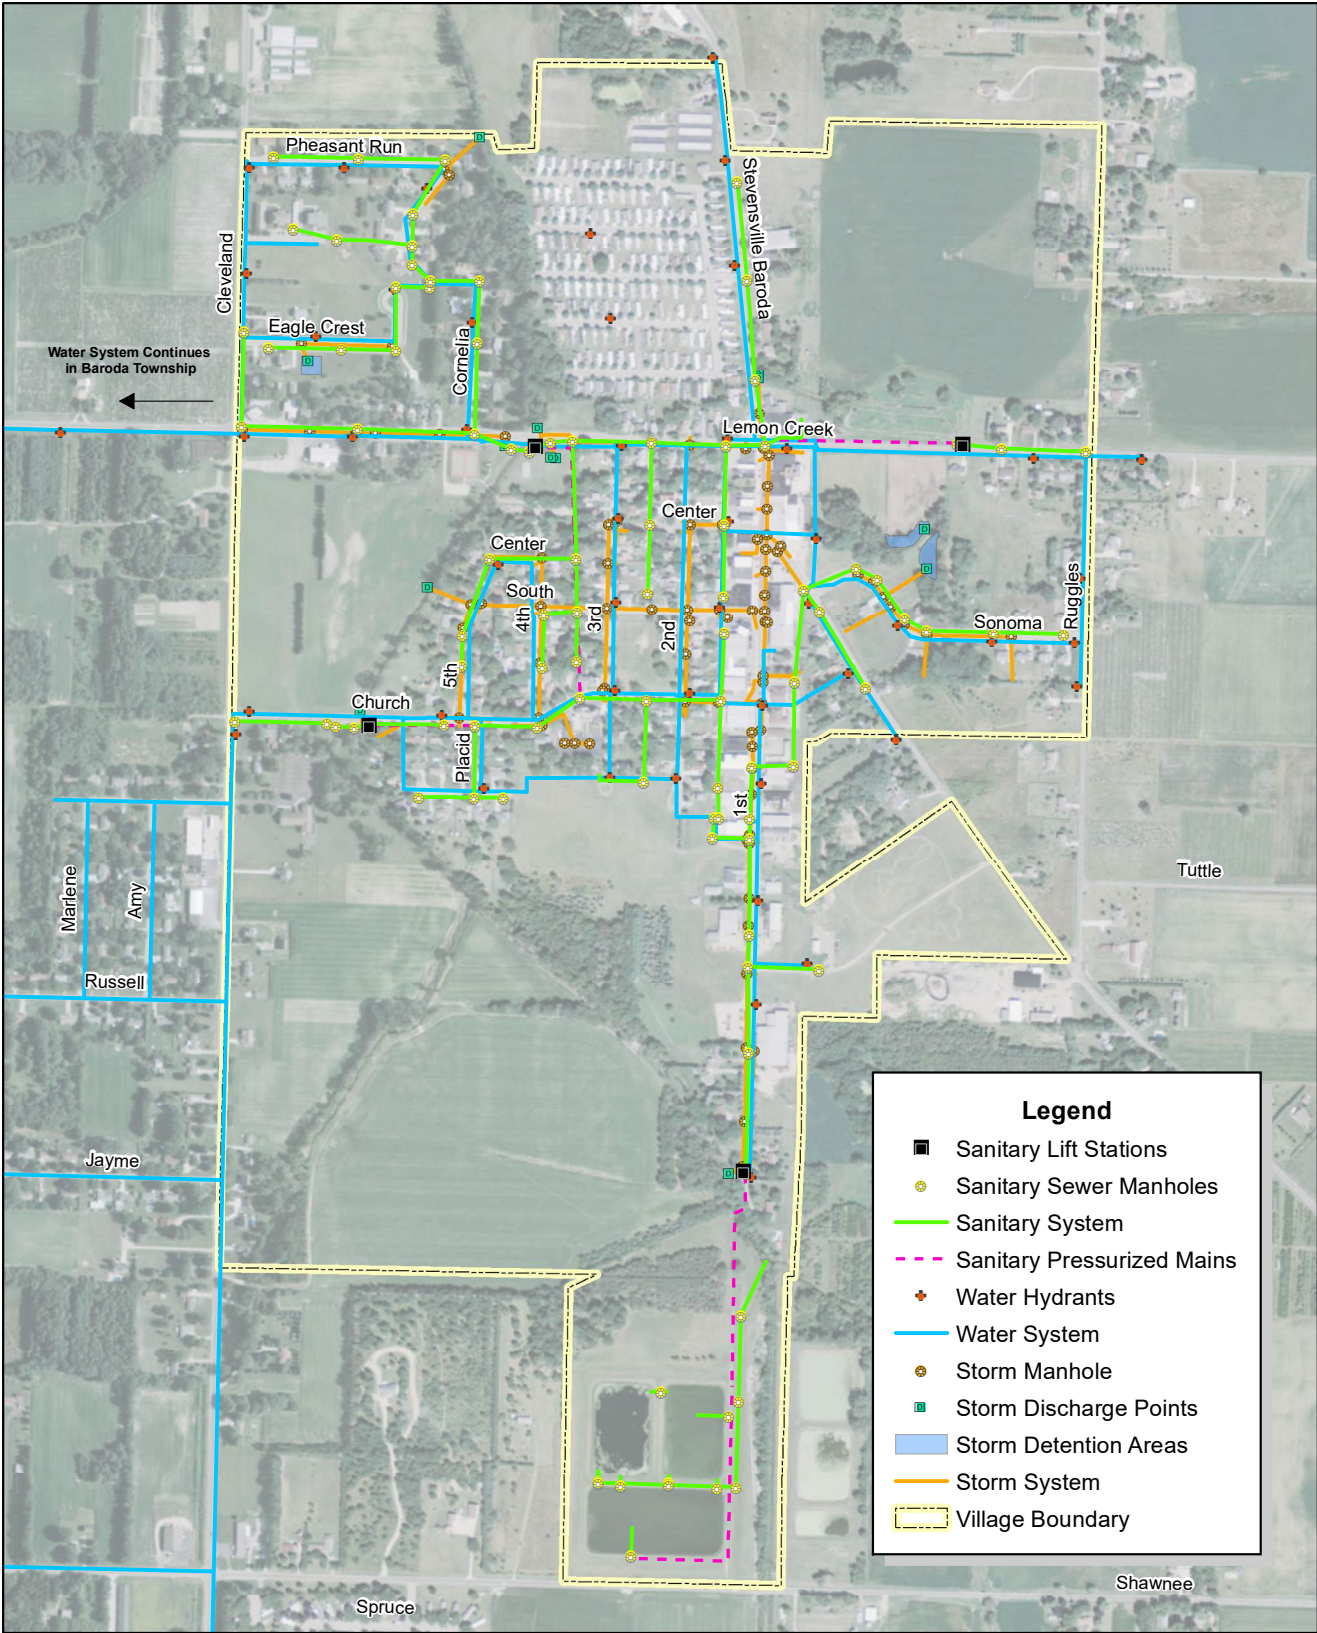 Pheasant Run
Stevensville Baroda
Cleveland
Eagle Crest
Cornelia
Water System Continues
in Baroda Township
Lemon Creek
Center
Center
South
4th
3rd
2nd
5th
Sonoma
Ruggles
Church
Placid
1st
Marlene
Amy
Russell
Tuttle
Jayme
Spruce
Shawnee
D
D
D
D
D
D
D
D
D
D
D
Legend
Sanitary Lift Stations
Sanitary Sewer Manholes
Sanitary System
Sanitary Pressurized Mains
Water Hydrants
Water System
Storm Manhole
D
Storm Discharge Points
Storm Detention Areas
Storm System
Village Boundary